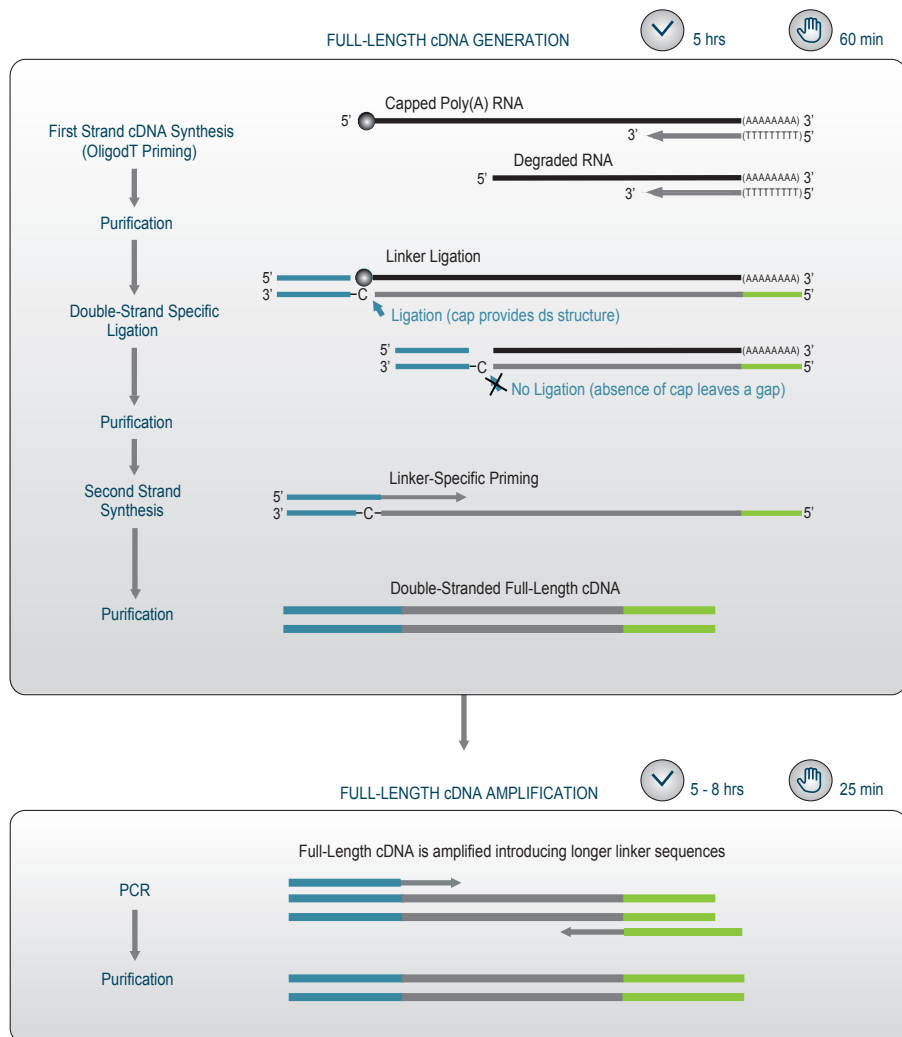 FULL-LENGTH cDNA GENERATION
5 hrs
60 min
First Strand cDNA Synthesis
(OligodT Priming)
Purification
Double-Strand Specific
Ligation
Purification
Second Strand
Synthesis
Purification
Capped Poly(A) RNA
5’ (AAAAAAAA) 3’
3’ (TTTTTTTTT) 5’
Degraded RNA
5’ (AAAAAAAA) 3’
3’ (TTTTTTTTT) 5’
Linker Ligation
5’ (AAAAAAAA) 3’
3’ C 5’
Ligation (cap provides ds structure)
5’ (AAAAAAAA) 3’
3’ C 5’
No Ligation (absence of cap leaves a gap)
Linker-Specific Priming
5’
3’ C 5’
Double-Stranded Full-Length cDNA
FULL-LENGTH cDNA AMPLIFICATION
5 - 8 hrs
25 min
Full-Length cDNA is amplified introducing longer linker sequences
PCR
Purification